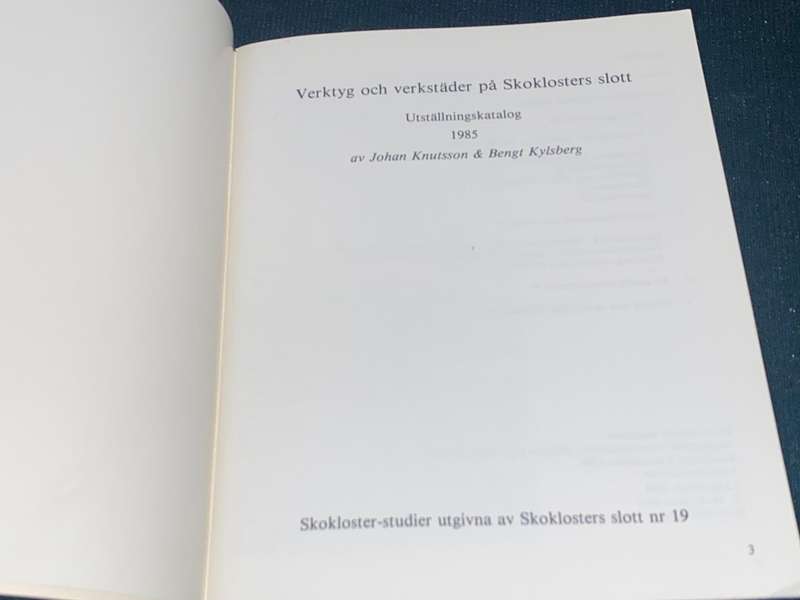 Verktyg och verkstäder på Skoklosters slott
Utställningskatalog
1985
av Johan Knutsson & Bengt Kylsberg
Skokloster-studier utgivna av Skoklosters slott nr 19
3